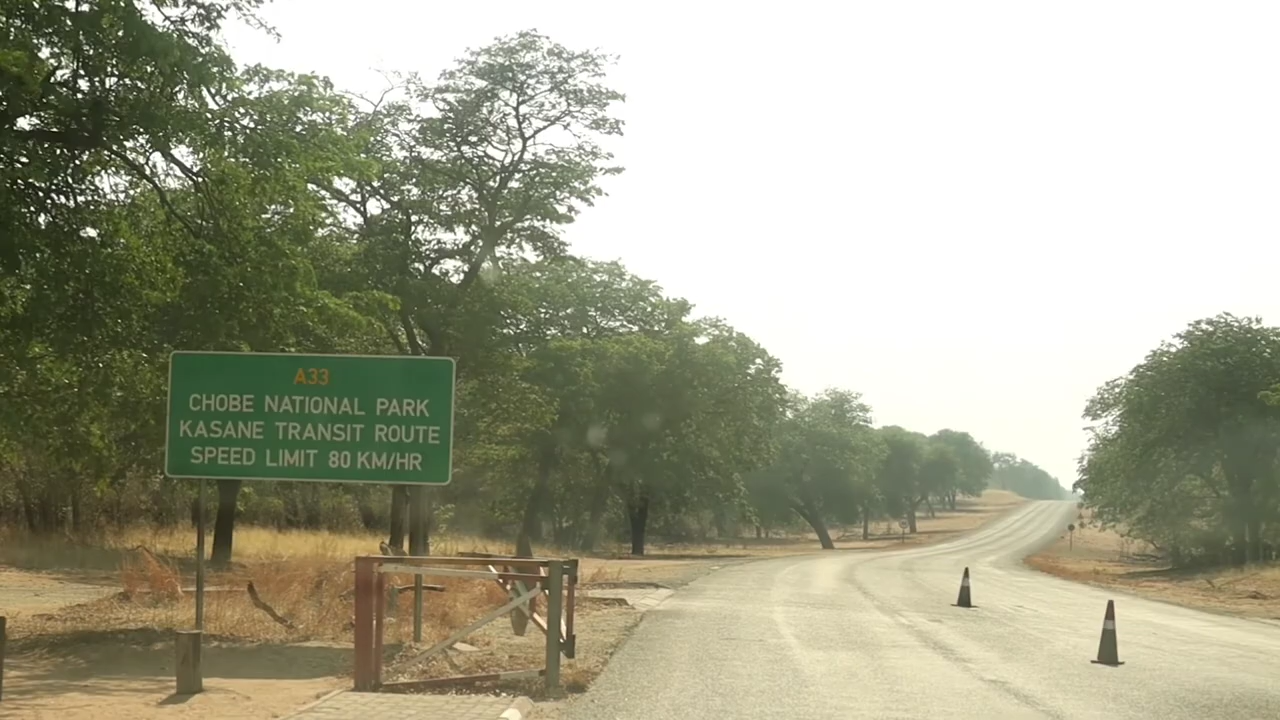 A33
CHOBE NATIONAL PARK
KASANE TRANSIT ROUTE
SPEED LIMIT 80 KM/HR